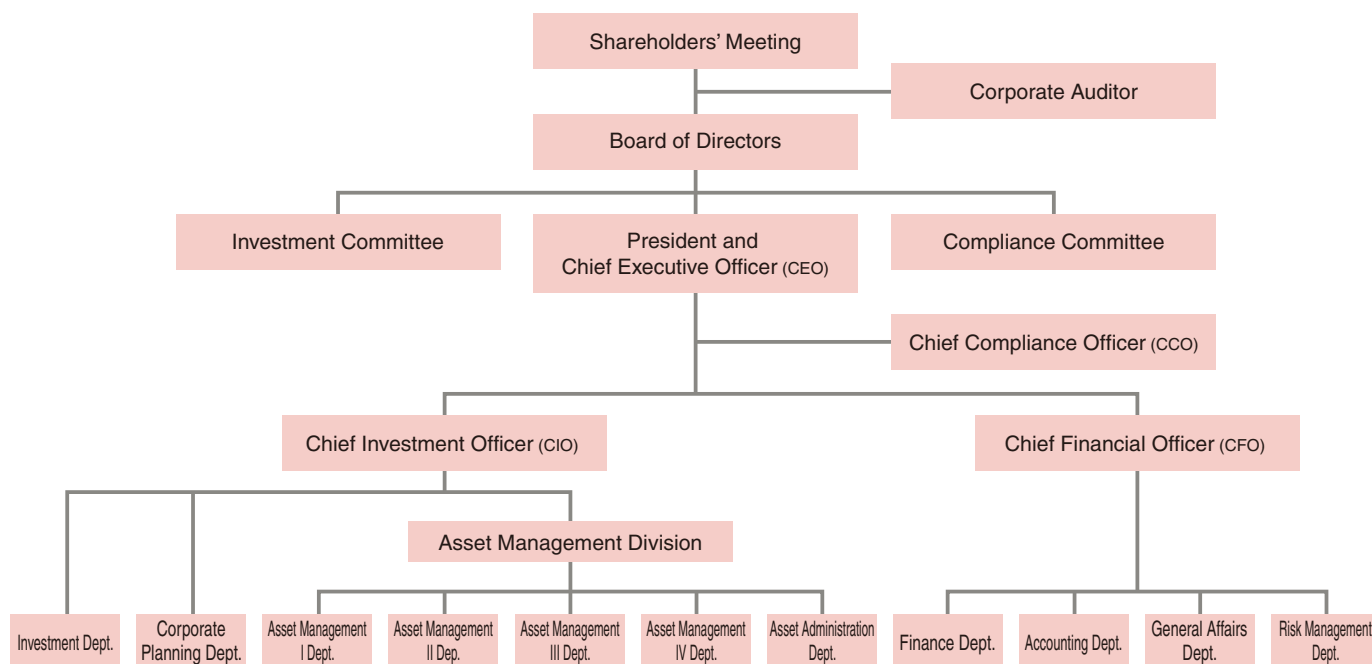 Shareholders’ Meeting
Corporate Auditor
Board of Directors
Investment Committee
President and
Chief Executive Officer (CEO)
Compliance Committee
Chief Compliance Officer (CCO)
Chief Investment Officer (CIO)
Chief Financial Officer (CFO)
Asset Management Division
Investment Dept.
Corporate
Planning Dept.
Asset Management
I Dept.
Asset Management
II Dep.
Asset Management
III Dept.
Asset Management
IV Dept.
Asset Administration
Dept.
Finance Dept.
Accounting Dept.
General Affairs
Dept.
Risk Management
Dept.